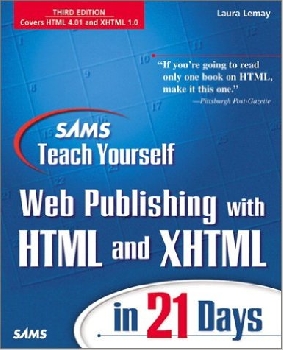 THIRD EDITION
Covers HTML 4.01 and XHTML 1.0
Laura Lemay
"If you're going to read
only one book on HTML,
make it this one."
—Pittsburgh Post-Gazette
SAMS
Teach Yourself
Web Publishing with
HTML and XHTML
in 21 Days
SAMS